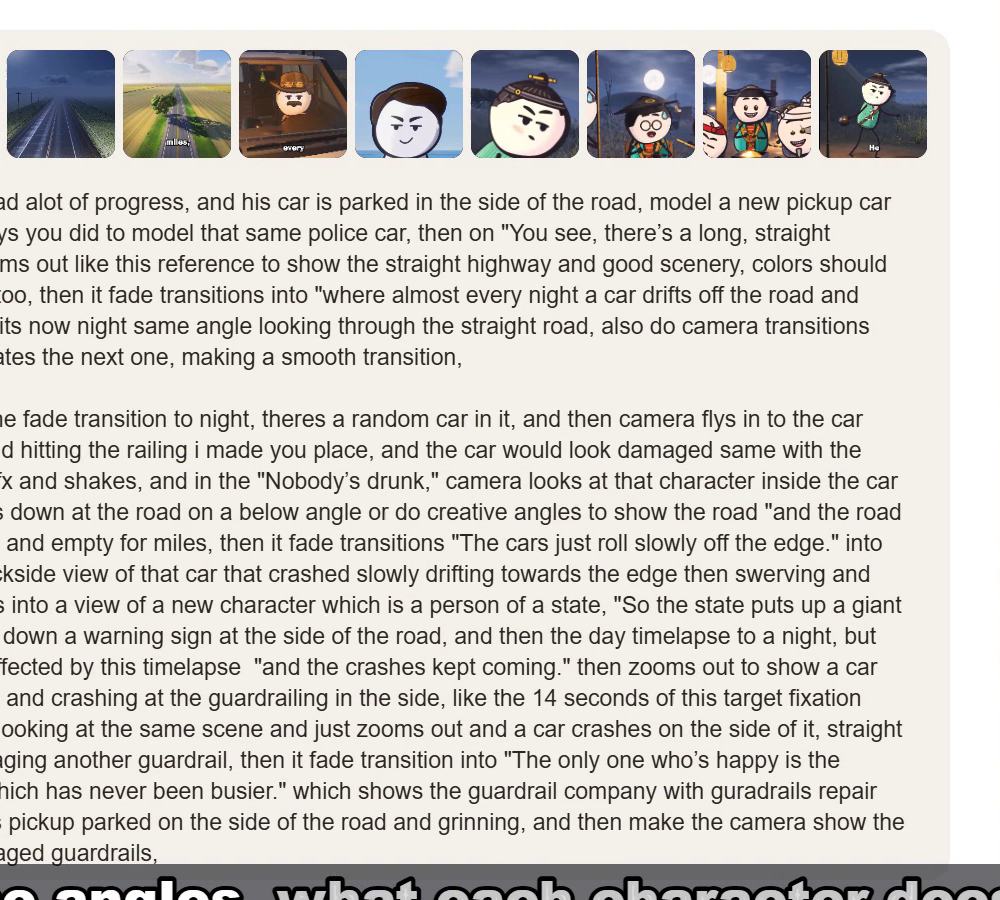 miles,
every
He
ad alot of progress, and his car is parked in the side of the road, model a new pickup car
ys you did to model that same police car, then on "You see, there's a long, straight
ms out like this reference to show the straight highway and good scenery, colors should
too, then it fade transitions into "where almost every night a car drifts off the road and
its now night same angle looking through the straight road, also do camera transitions
ates the next one, making a smooth transition,
ne fade transition to night, theres a random car in it, and then camera flys in to the car
d hitting the railing i made you place, and the car would look damaged same with the
fx and shakes, and in the "Nobody's drunk," camera looks at that character inside the car
s down at the road on a below angle or do creative angles to show the road "and the road
and empty for miles, then it fade transitions "The cars just roll slowly off the edge." into
ckside view of that car that crashed slowly drifting towards the edge then swerving and
s into a view of a new character which is a person of a state, "So the state puts up a giant
down a warning sign at the side of the road, and then the day timelapse to a night, but
ffected by this timelapse  "and the crashes kept coming." then zooms out to show a car
and crashing at the guardrailing in the side, like the 14 seconds of this target fixation
ooking at the same scene and just zooms out and a car crashes on the side of it, straight
aging another guardrail, then it fade transition into "The only one who's happy is the
hich has never been busier." which shows the guardrail company with guradrails repair
s pickup parked on the side of the road and grinning, and then make the camera show the
aged guardrails,
angles, what each character does